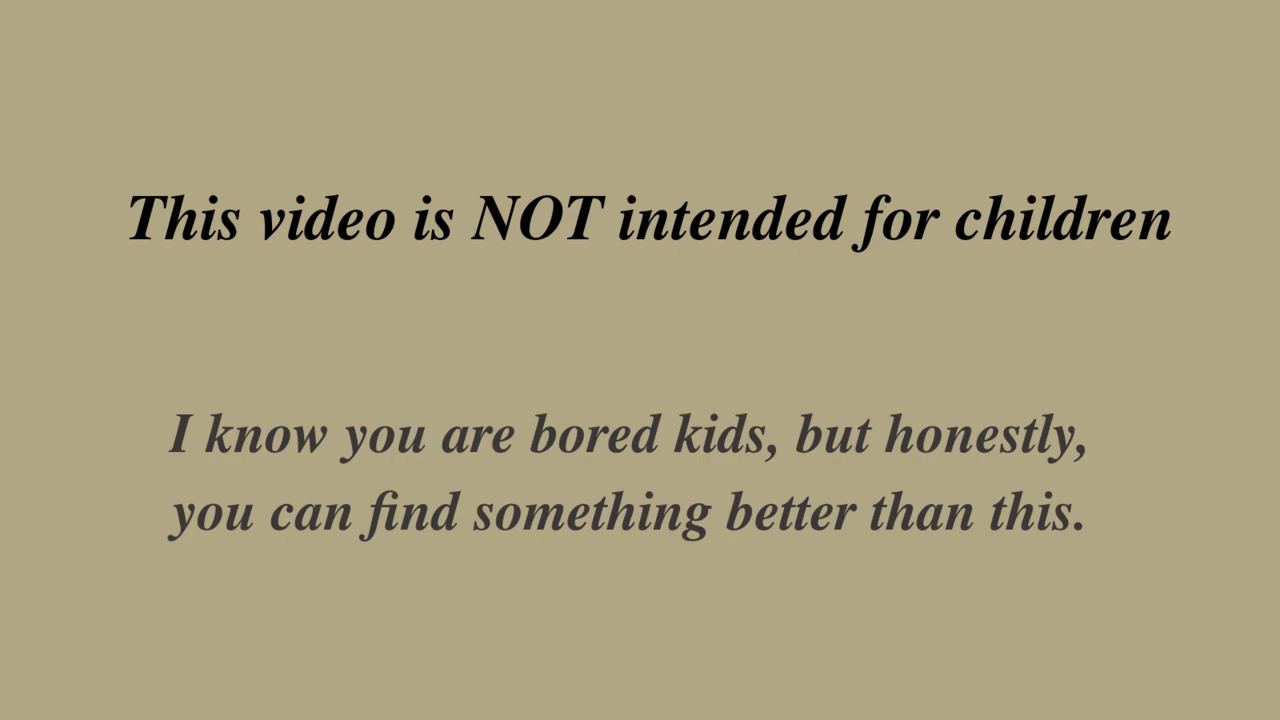 This video is NOT intended for children
I know you are bored kids, but honestly,
you can find something better than this.